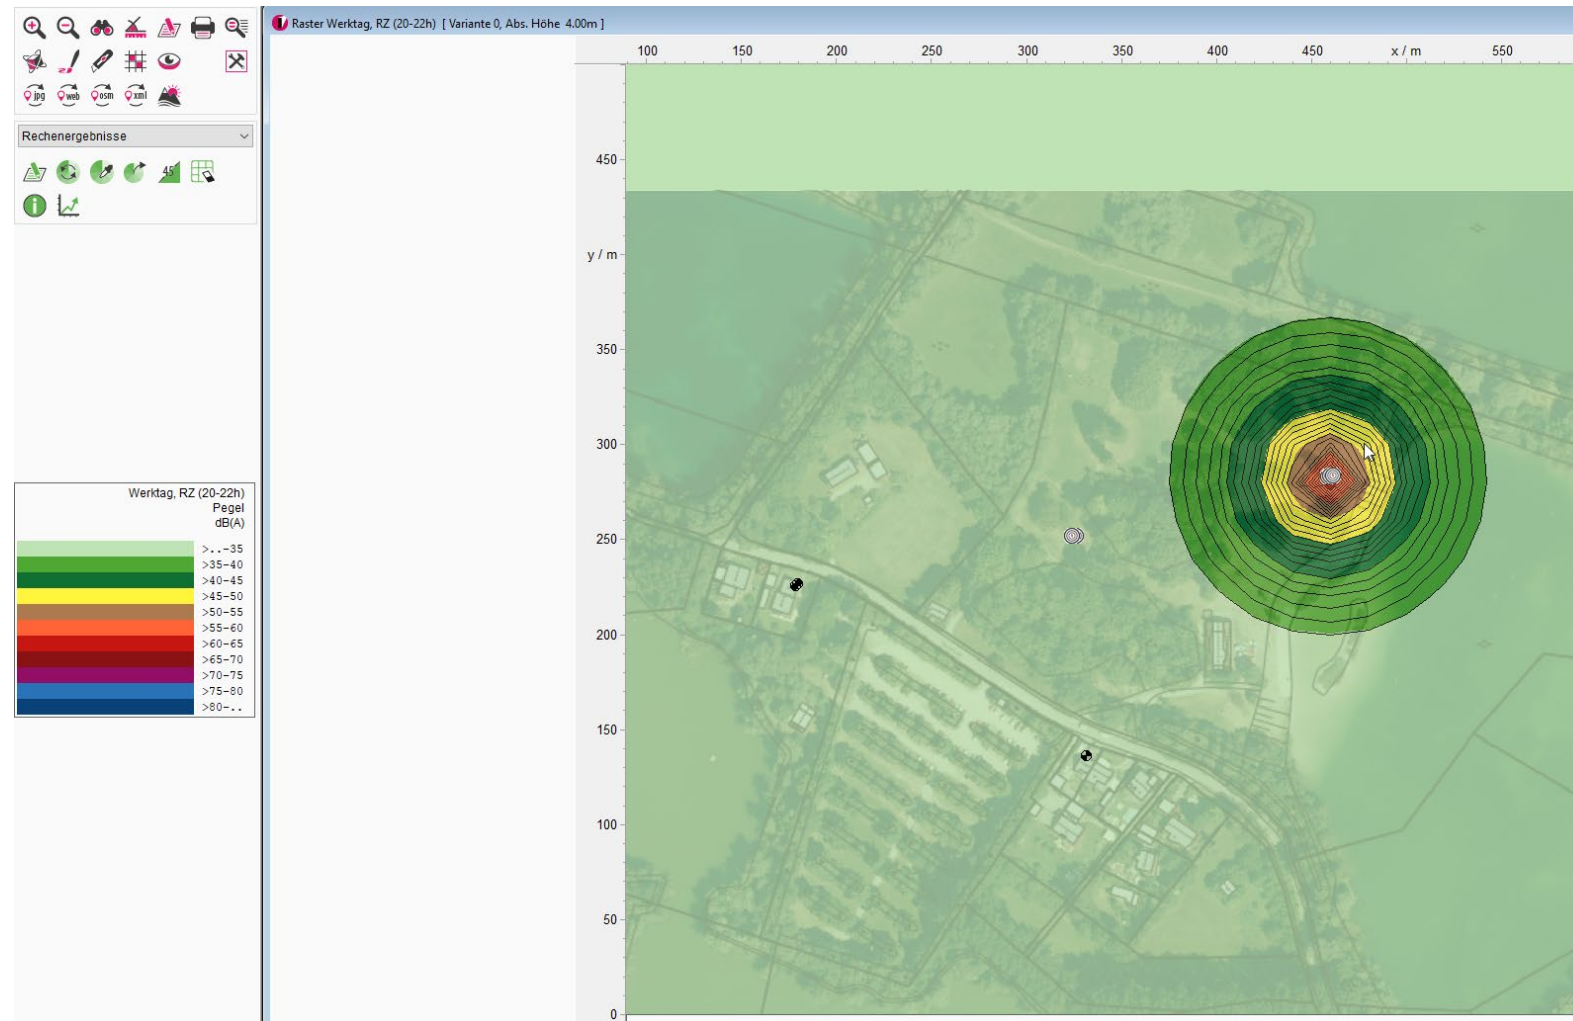 Raster Werktag, RZ (20-22h) [ Variante 0, Abs. Höhe 4.00m ]
jpg web osm xml
Rechenergebnisse
45
100 150 200 250 300 350 400 450 x / m 550
450
y / m
350
300
250
200
150
100
50
0
Werktag, RZ (20-22h)
Pegel
dB(A)
>..-35
>35-40
>40-45
>45-50
>50-55
>55-60
>60-65
>65-70
>70-75
>75-80
>80-..